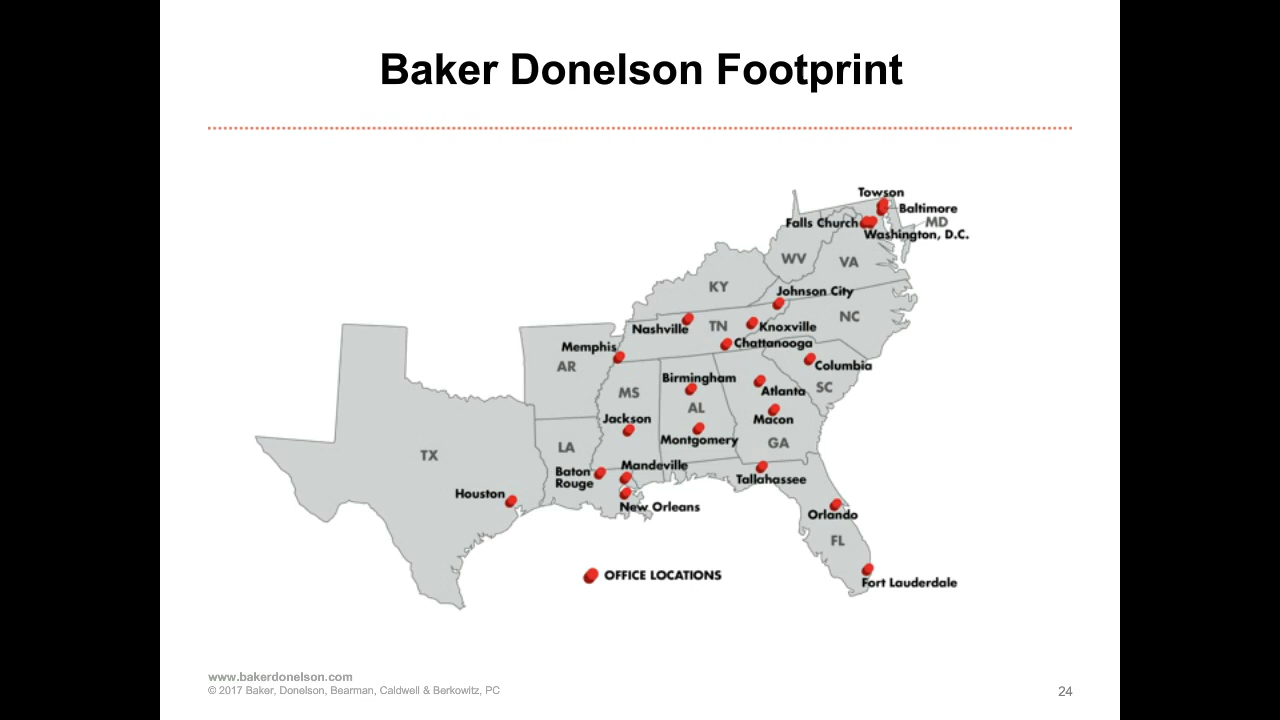 Baker Donelson Footprint
Towson
Baltimore
MD
Falls Church
Washington, D.C.
WV
VA
KY
Johnson City
NC
Nashville
TN
Knoxville
Chattanooga
Memphis
AR
Columbia
SC
Birmingham
Atlanta
MS
AL
Jackson
Macon
Montgomery
GA
LA
TX
Baton
Rouge
Mandeville
Tallahassee
Houston
New Orleans
Orlando
FL
OFFICE LOCATIONS
Fort Lauderdale
www.bakerdonelson.com
© 2017 Baker, Donelson, Bearman, Caldwell & Berkowitz, PC
24